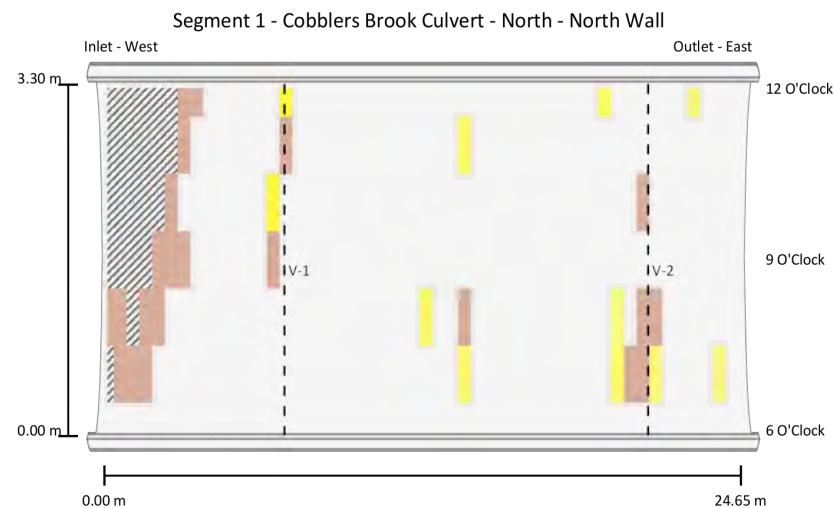 Segment 1 - Cobblers Brook Culvert - North - North Wall
Inlet - West
Outlet - East
3.30 m
12 O'Clock
9 O'Clock
V-1
V-2
0.00 m
6 O'Clock
0.00 m
24.65 m